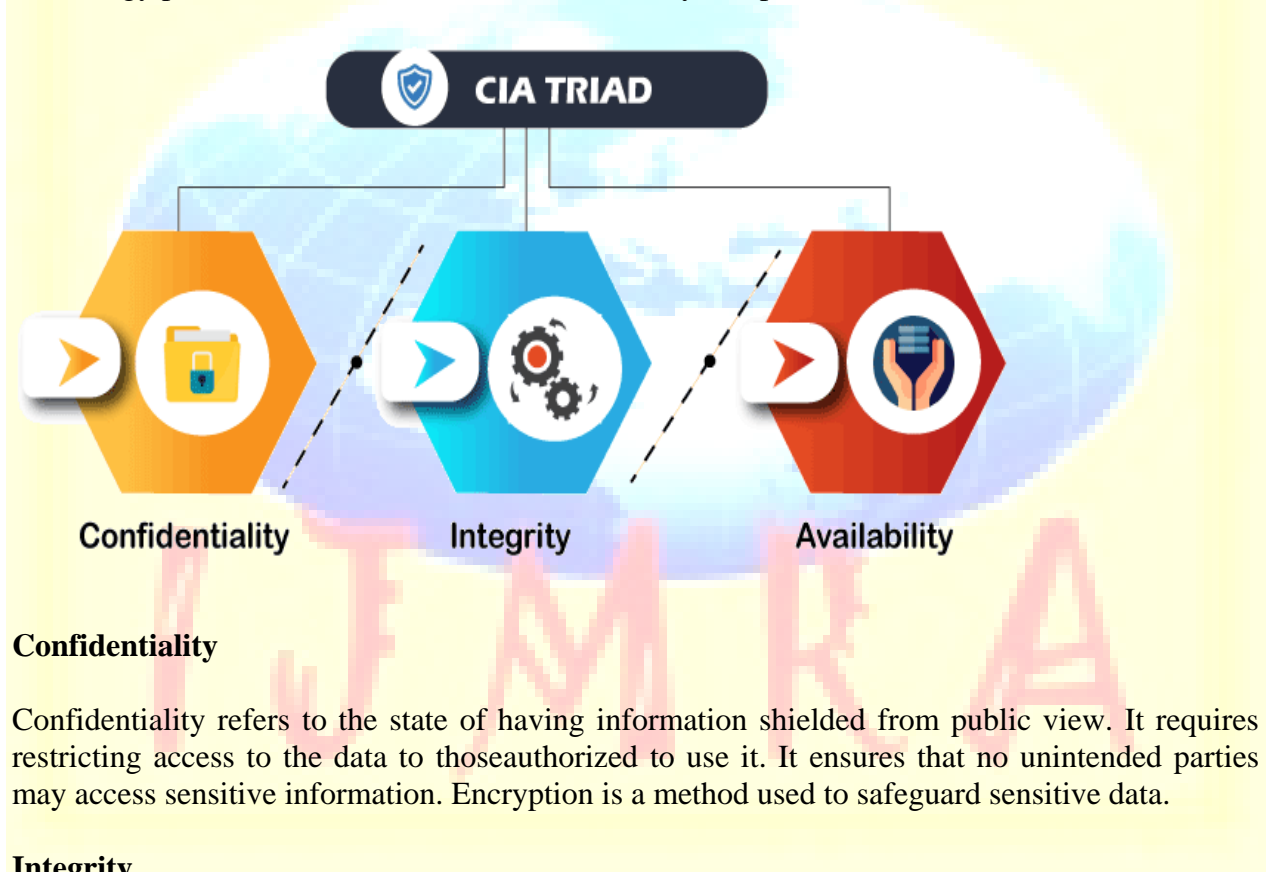 CIA TRIAD
Confidentiality Integrity Availability
IJMRA
Confidentiality
Confidentiality refers to the state of having information shielded from public view. It requires
restricting access to the data to thoseauthorized to use it. It ensures that no unintended parties
may access sensitive information. Encryption is a method used to safeguard sensitive data.
Integrity